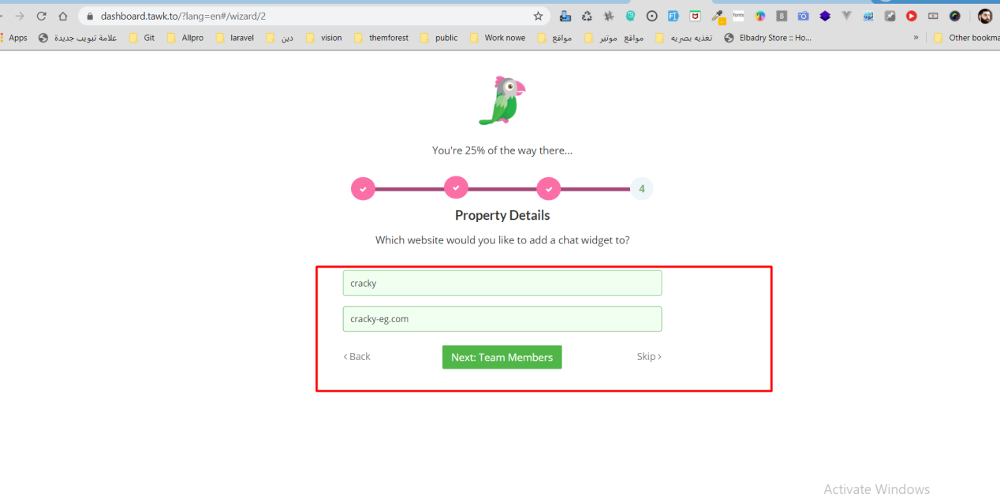 dashboard.tawk.to/?lang=en#/wizard/2
Apps علامة تبويب جديدة Git Allpro laravel دين vision themforest public Work nowe مواقع مواقع موتير تغذيه بصريه Elbadry Store :: Ho... » Other bookma
You're 25% of the way there...
4
Property Details
Which website would you like to add a chat widget to?
cracky
cracky-eg.com
‹ Back Next: Team Members Skip ›
Activate Windows